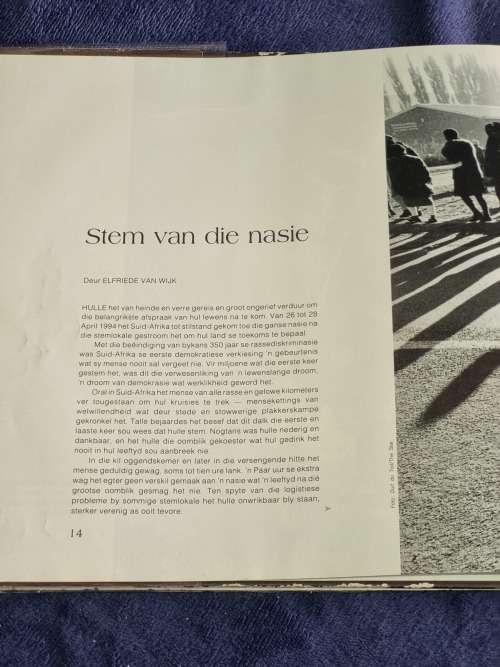 Stem van die nasie
Deur ELFRIEDE VAN WIJK
HULLE het van heinde en verre gereis en groot ongerief verduur om
die belangrikste afspraak van hul lewens na te kom. Van 26 tot 28
April 1994 het Suid-Afrika tot stilstand gekom toe die ganse nasie na
die stemlokale gestroom het om hul land se toekoms te bepaal.
Met die beëindiging van bykans 350 jaar se rassediskriminasie
was Suid-Afrika se eerste demokratiese verkiesing 'n gebeurtenis
wat sy mense nooit sal vergeet nie. Vir miljoene wat die eerste keer
gestem het, was dit die verwesenliking van 'n lewenslange droom,
'n droom van demokrasie wat werklikheid geword het.
Oral in Suid-Afrika het mense van alle rasse en gelowe kilometers
ver tougestaan om hul kruisies te trek — mensekettings van
welwillendheid wat deur stede en stowwerige plakkerskampe
gekronkel het. Talle bejaardes het besef dat dit dalk die eerste en
laaste keer sou wees dat hulle stem. Nogtans was hulle nederig en
dankbaar, en het hulle die oomblik gekoester wat hul gedink het
nooit in hul leeftyd sou aanbreek nie.
In die kil oggendskemer en later in die versengende hitte het
mense geduldig gewag, soms tot tien ure lank. 'n Paar uur se ekstra
wag het egter geen verskil gemaak aan 'n nasie wat 'n leeftyd na dié
grootse oomblik gesmag het nie. Ten spyte van die logistiese
probleme by sommige stemlokale het hulle onwrikbaar bly staan,
sterker verenig as ooit tevore.
14